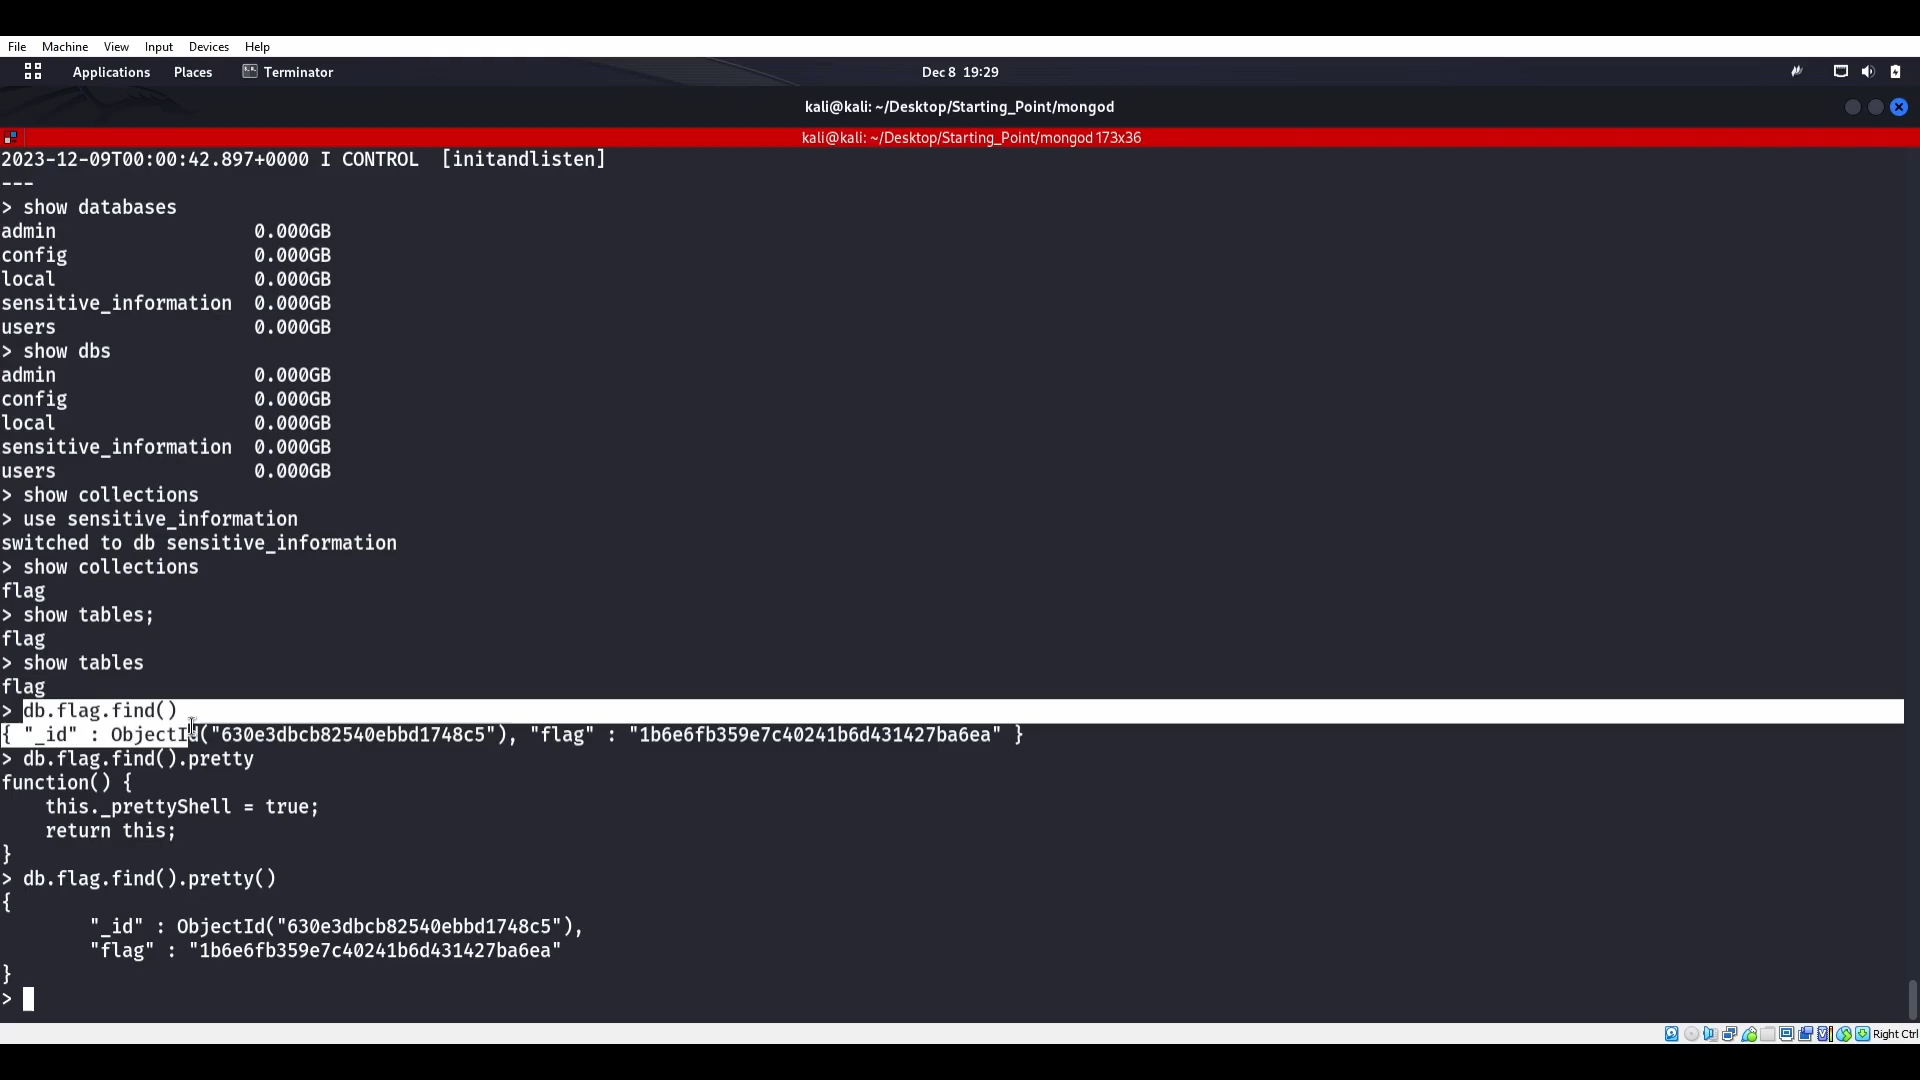 File Machine View Input Devices Help
Applications Places Terminator Dec 8 19:29
kali@kali: ~/Desktop/Starting_Point/mongod
kali@kali: ~/Desktop/Starting_Point/mongod 173x36
2023-12-09T00:00:42.897+0000 I CONTROL  [initandlisten]
---
> show databases
admin                  0.000GB
config                 0.000GB
local                  0.000GB
sensitive_information  0.000GB
users                  0.000GB
> show dbs
admin                  0.000GB
config                 0.000GB
local                  0.000GB
sensitive_information  0.000GB
users                  0.000GB
> show collections
> use sensitive_information
switched to db sensitive_information
> show collections
flag
> show tables;
flag
> show tables
flag
> db.flag.find()
{ "_id" : ObjectId("630e3dbcb82540ebbd1748c5"), "flag" : "1b6e6fb359e7c40241b6d431427ba6ea" }
> db.flag.find().pretty
function() {
    this._prettyShell = true;
    return this;
}
> db.flag.find().pretty()
{
        "_id" : ObjectId("630e3dbcb82540ebbd1748c5"),
        "flag" : "1b6e6fb359e7c40241b6d431427ba6ea"
}
>
Right Ctrl